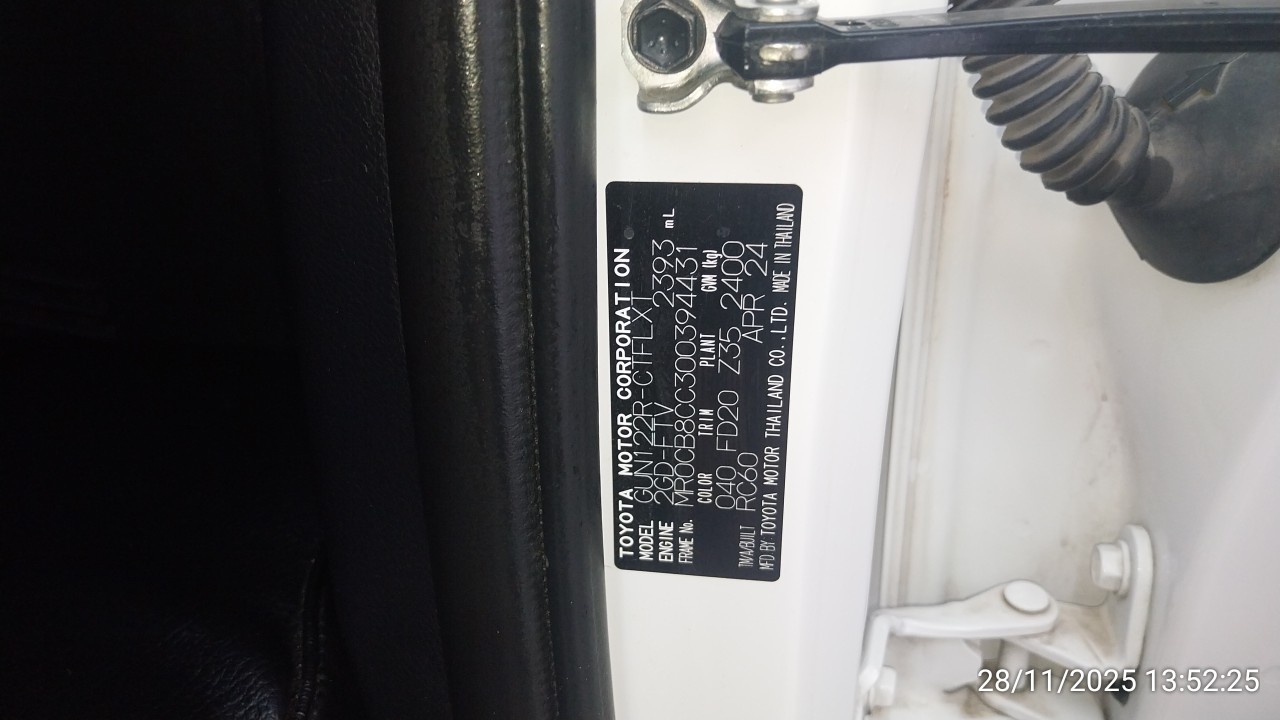 TOYOTA MOTOR CORPORATION
MODEL GUN122R-CTFLXT
ENGINE 2GD-FTV 2393 mL
FRAME No. MR0CB8CC300394431
COLOR TRIM PLANT GVM (kg)
040 FD20 Z35 2400
TM/A/BUILT RC60 APR 24
MFD. BY TOYOTA MOTOR THAILAND CO.,LTD. MADE IN THAILAND
28/11/2025 13:52:25